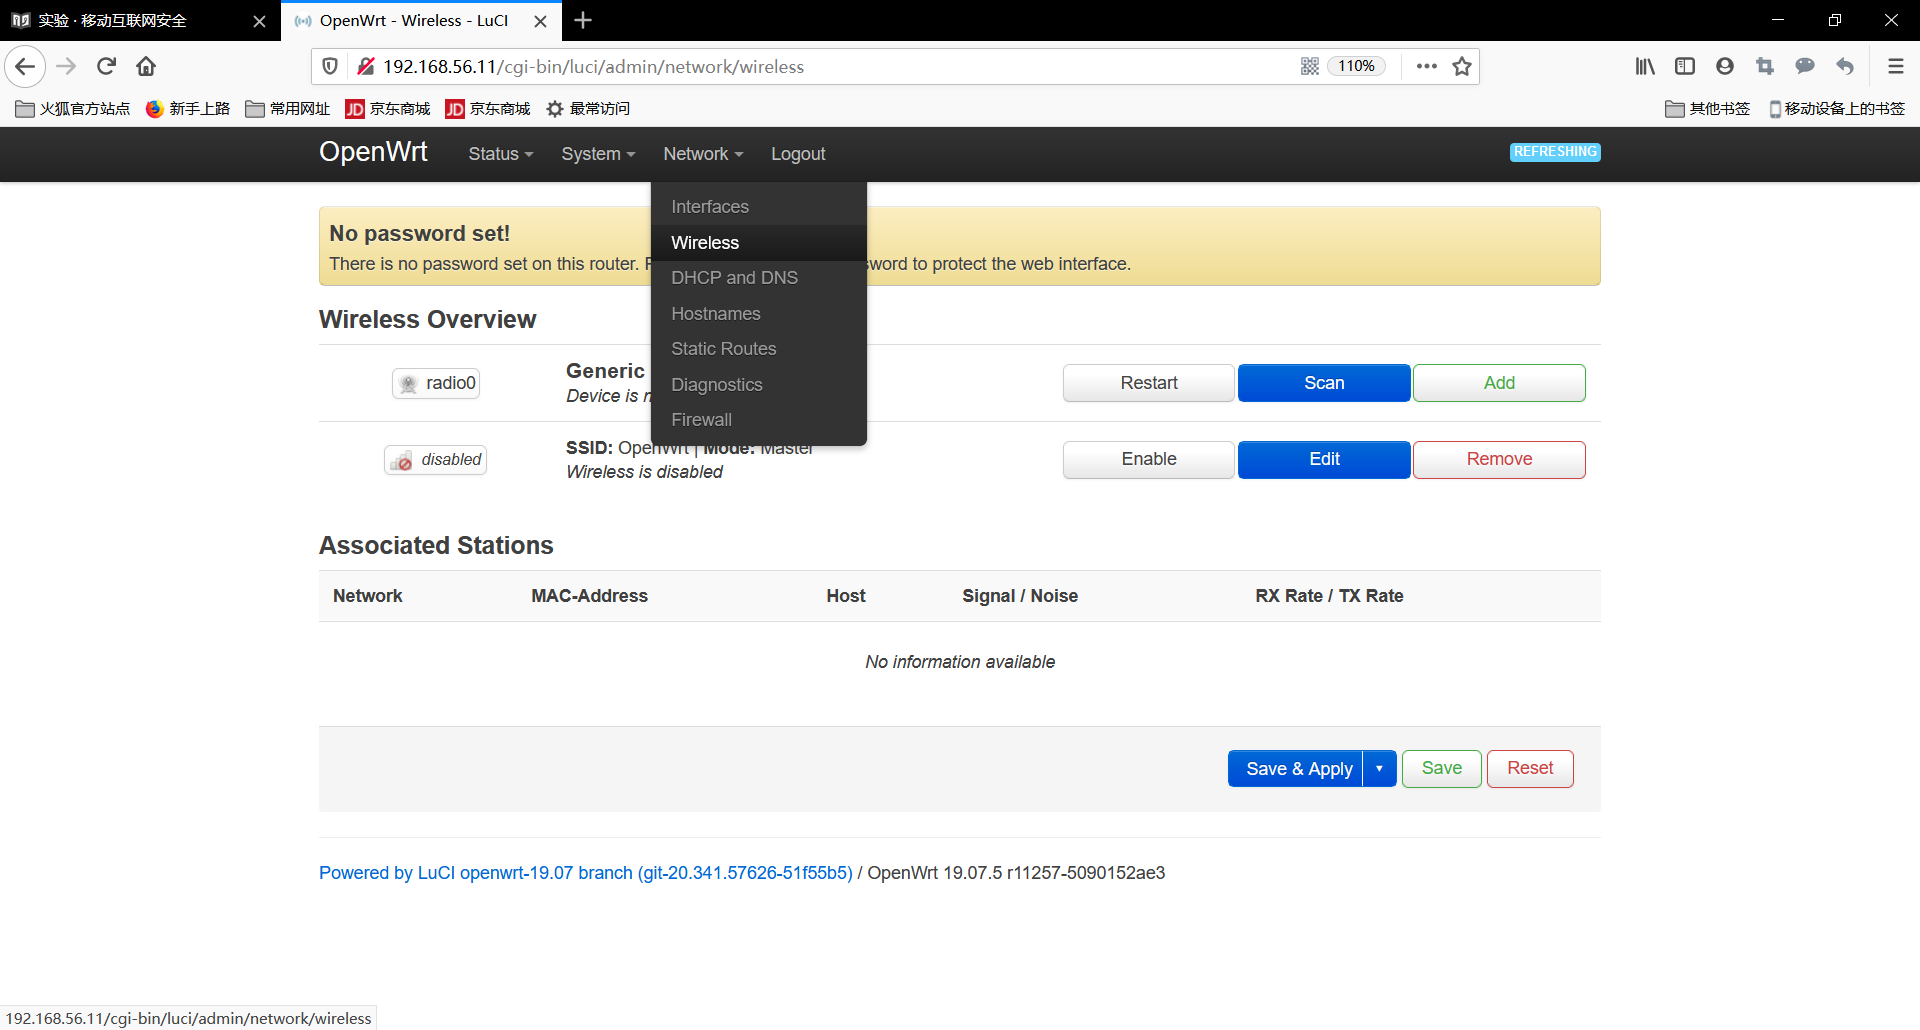 实验 · 移动互联网安全
OpenWrt - Wireless - LuCI
192.168.56.11/cgi-bin/luci/admin/network/wireless
110%
火狐官方站点
新手上路
常用网址
JD 京东商城
JD 京东商城
最常访问
其他书签
移动设备上的书签
OpenWrt
Status
System
Network
Logout
REFRESHING
Interfaces
Wireless
DHCP and DNS
Hostnames
Static Routes
Diagnostics
Firewall
No password set!
There is no password set on this router.
sword to protect the web interface.
Wireless Overview
radio0
Generic
Device is n
Restart
Scan
Add
disabled
SSID: OpenWrt | Mode: Master
Wireless is disabled
Enable
Edit
Remove
Associated Stations
Network MAC-Address Host Signal / Noise RX Rate / TX Rate
No information available
Save & Apply
Save
Reset
Powered by LuCI openwrt-19.07 branch (git-20.341.57626-51f55b5) / OpenWrt 19.07.5 r11257-5090152ae3
192.168.56.11/cgi-bin/luci/admin/network/wireless